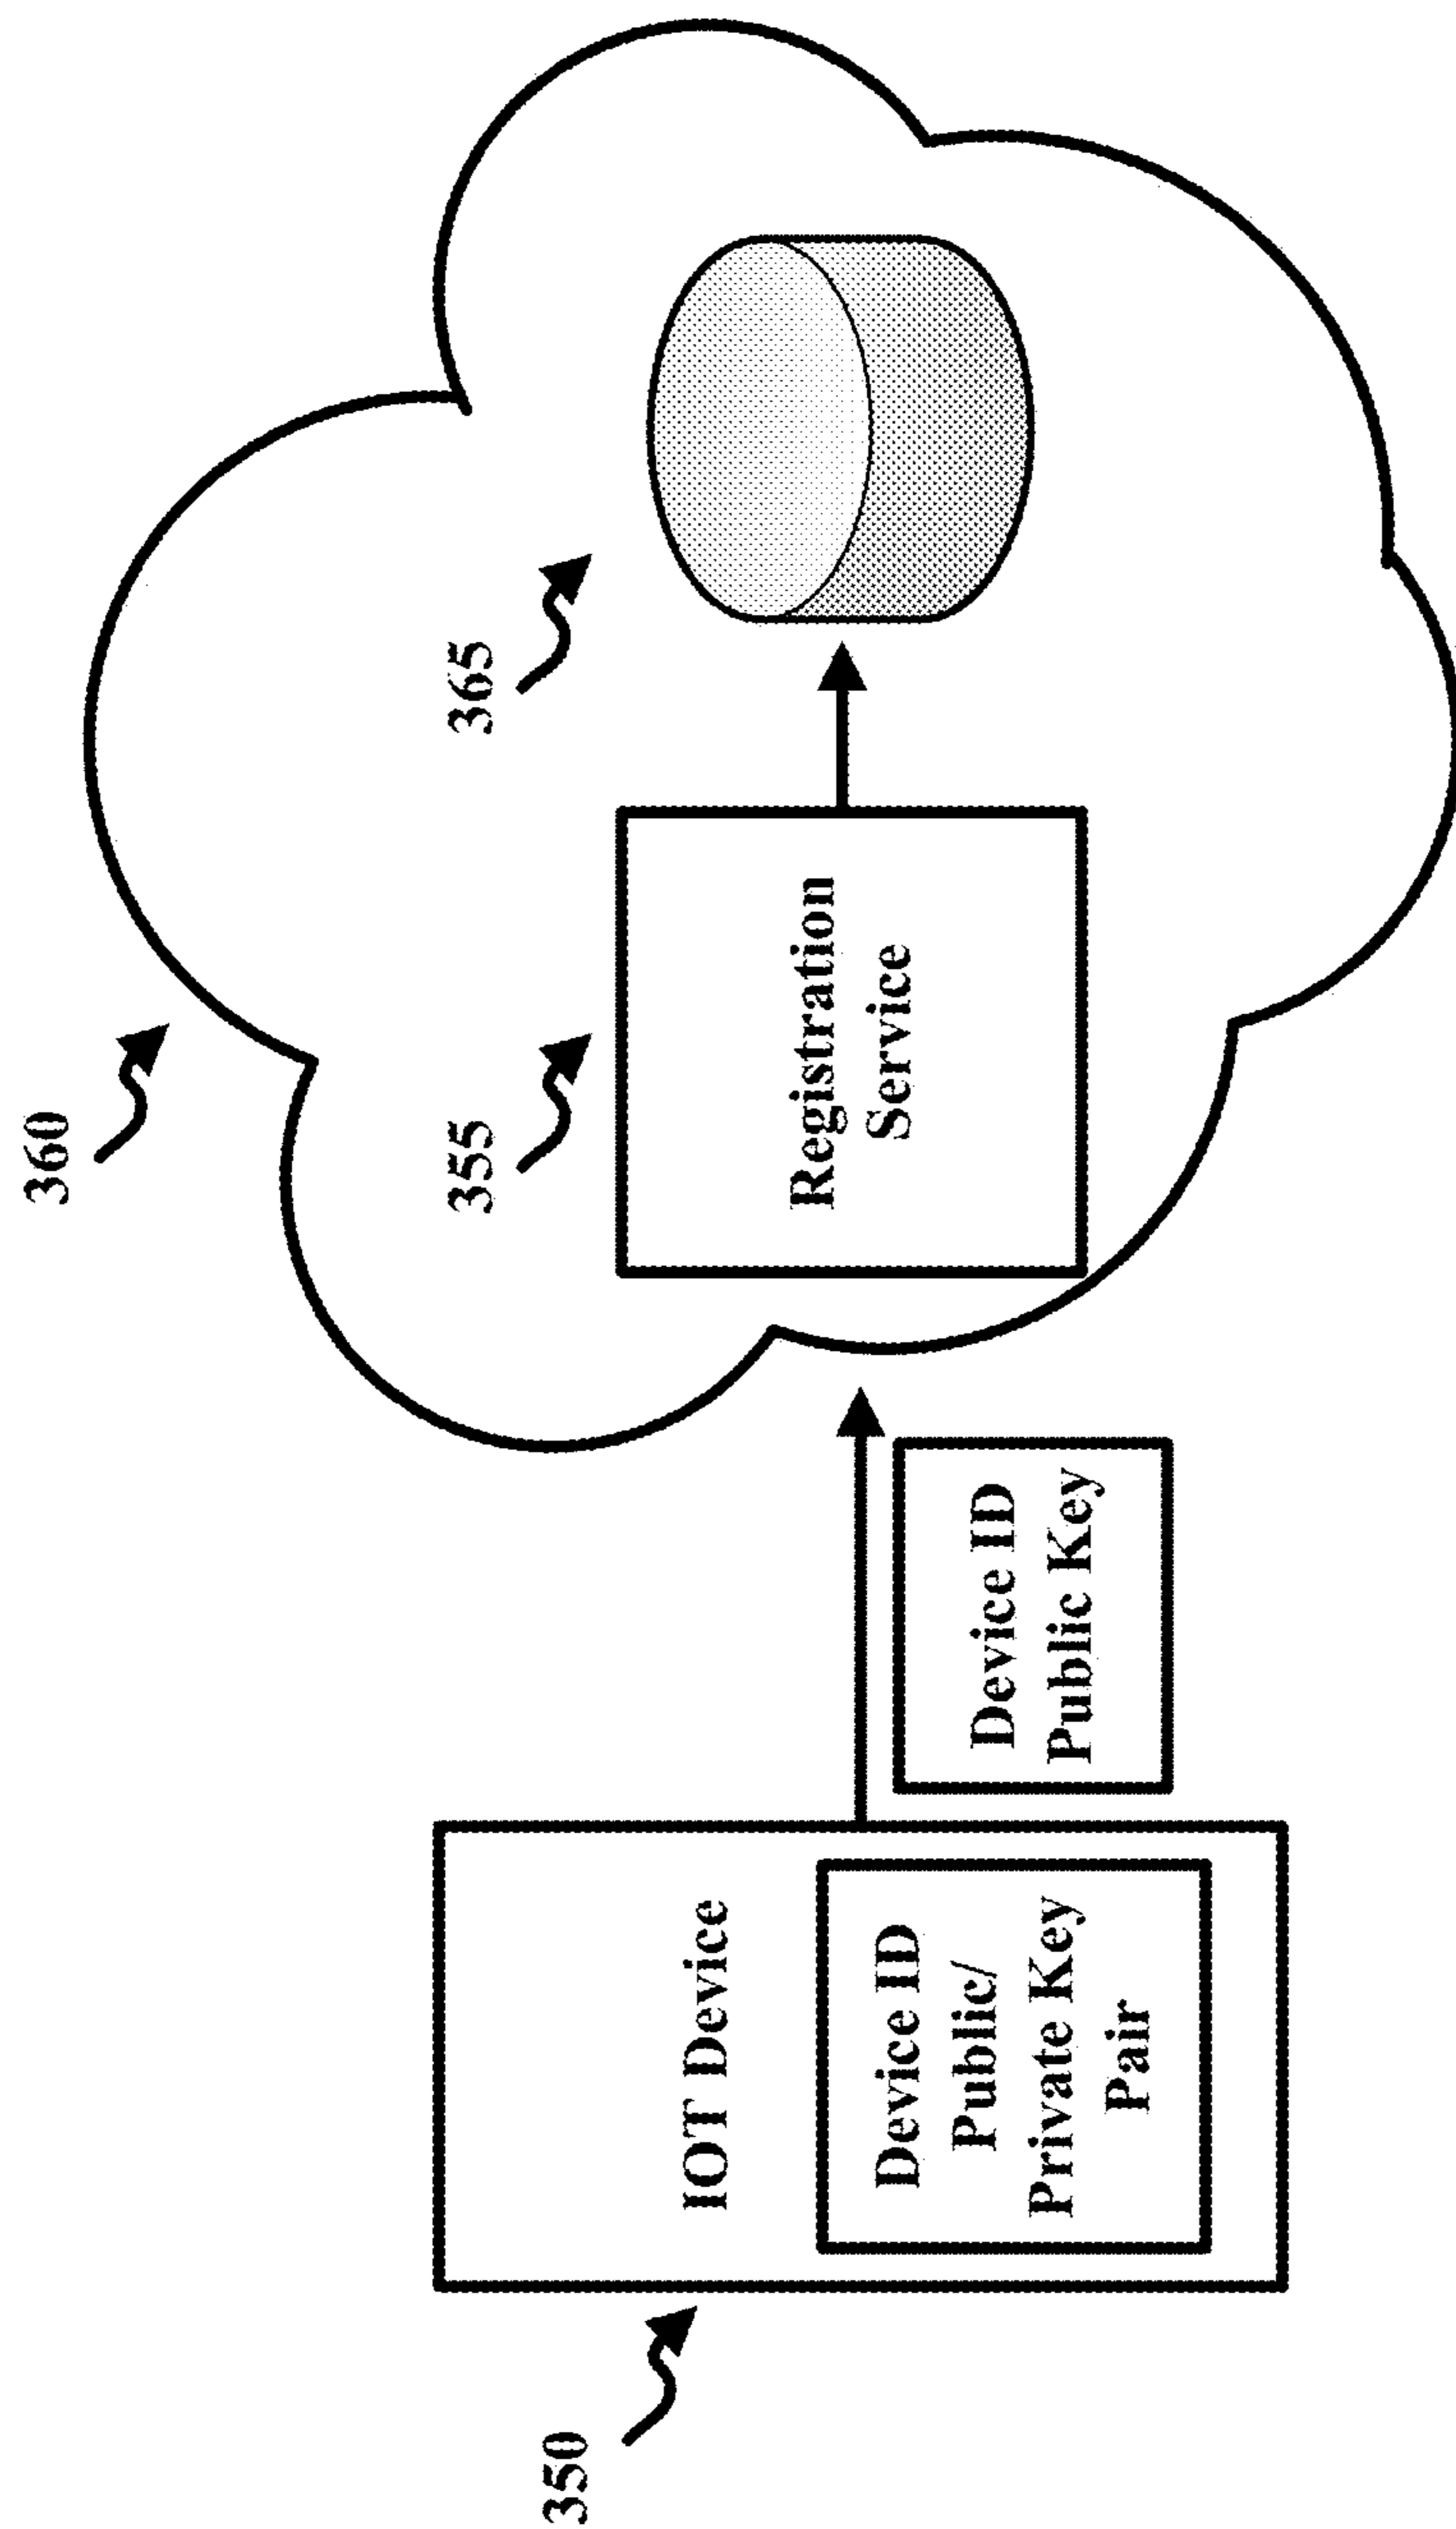 360
355
365
Registration
Service
350
IOT Device
Device ID
Public/
Private Key
Pair
Device ID
Public Key